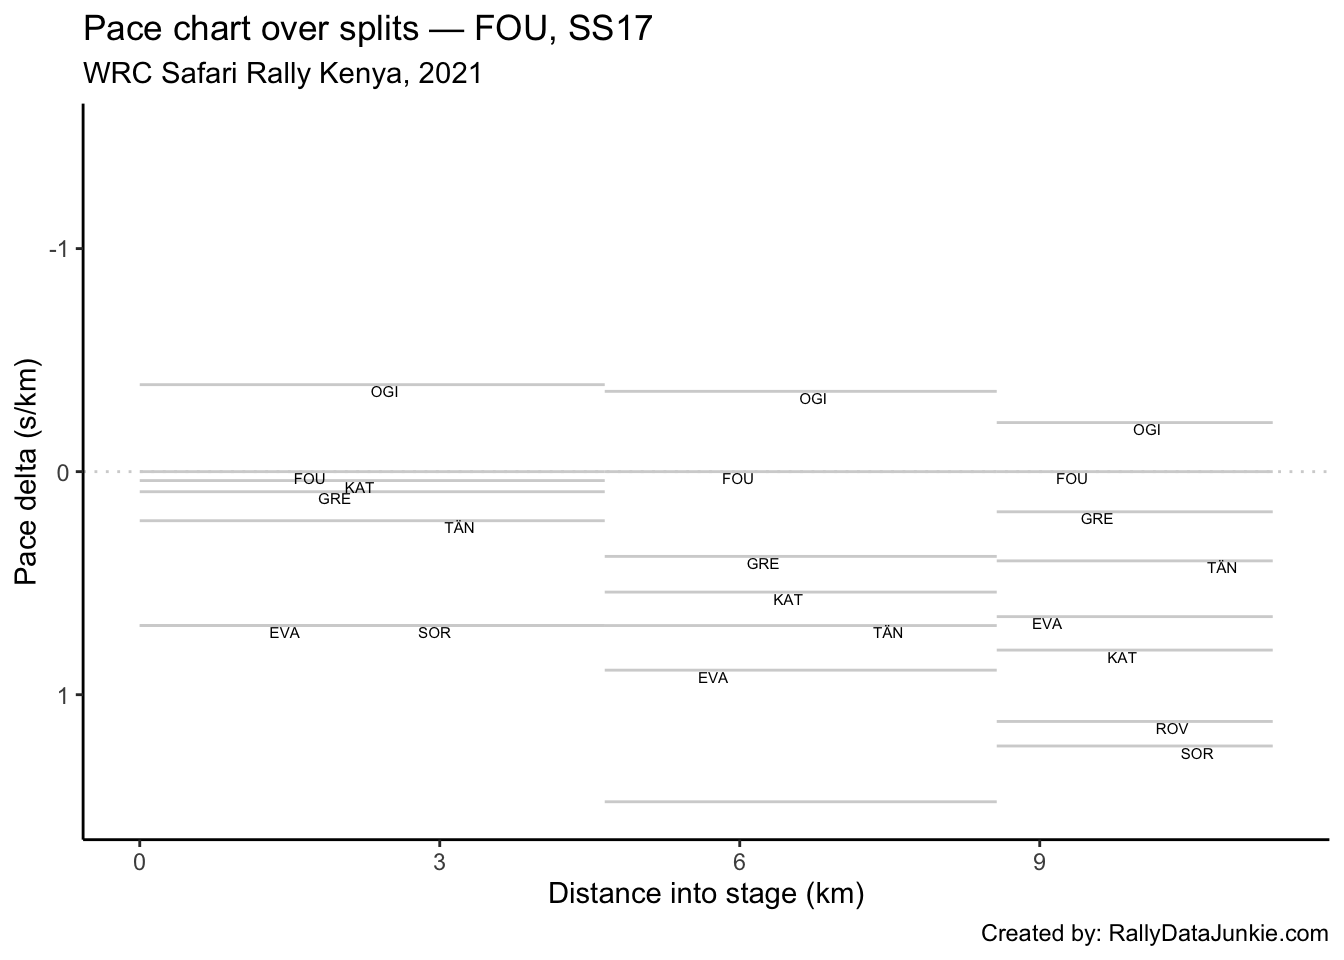 Pace chart over splits — FOU, SS17
WRC Safari Rally Kenya, 2021
Pace delta (s/km)
-1
0
1
OGI
FOU
KAT
GRE
TÄN
EVA SOR
OGI
FOU
GRE
KAT
TÄN
EVA
OGI
FOU
GRE
TÄN
EVA
KAT
ROV
SOR
0 3 6 9
Distance into stage (km)
Created by: RallyDataJunkie.com